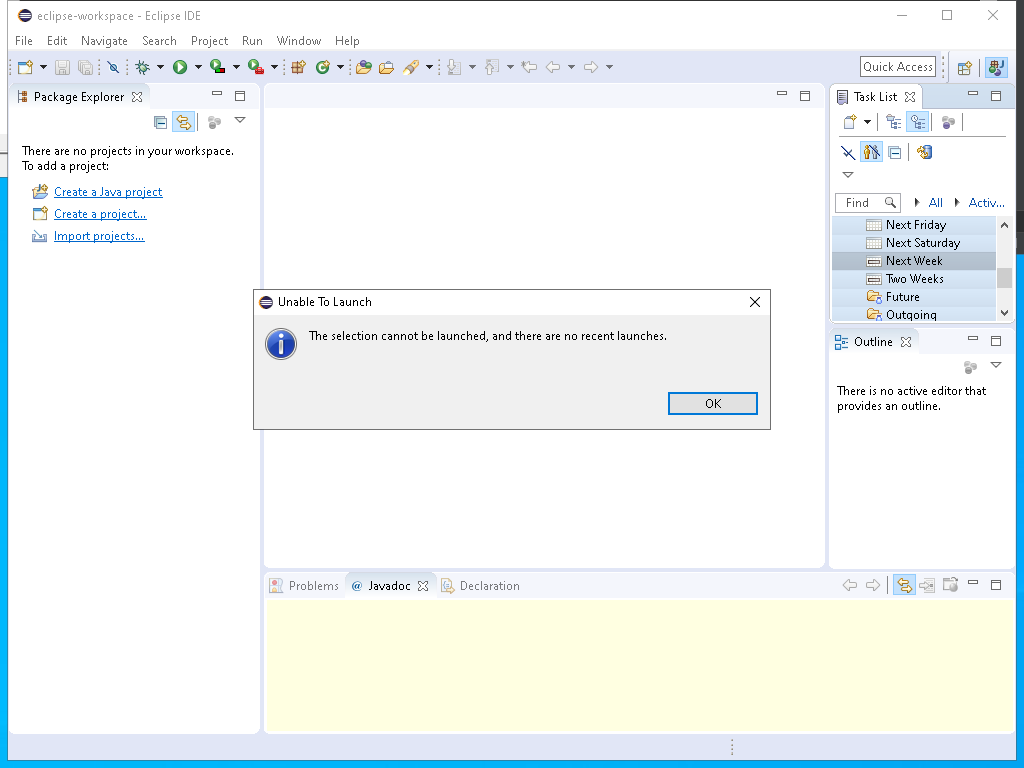 eclipse-workspace - Eclipse IDE
File Edit Navigate Search Project Run Window Help
Quick Access
Package Explorer
There are no projects in your workspace.
To add a project:
Create a Java project
Create a project...
Import projects...
Unable To Launch
The selection cannot be launched, and there are no recent launches.
OK
Task List
Find All Activ...
Next Friday
Next Saturday
Next Week
Two Weeks
Future
Outgoing
Outline
There is no active editor that
provides an outline.
Problems @ Javadoc Declaration